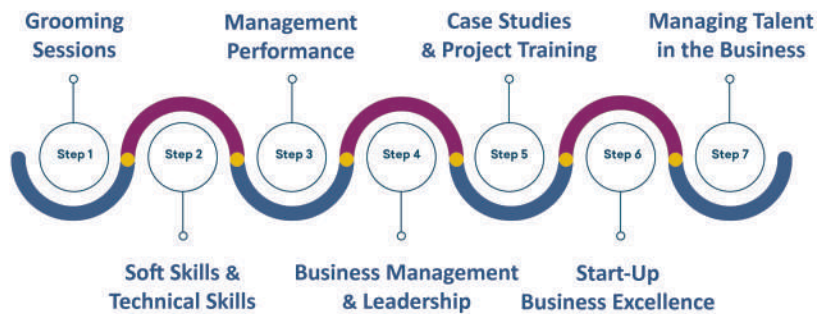 Grooming
Sessions
Management
Performance
Case Studies
& Project Training
Managing Talent
in the Business
Step 1
Step 2
Step 3
Step 4
Step 5
Step 6
Step 7
Soft Skills &
Technical Skills
Business Management
& Leadership
Start-Up
Business Excellence